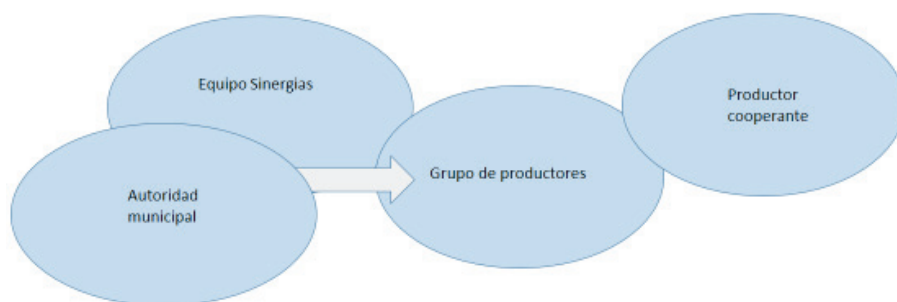 Equipo Sinergias
Productor
cooperante
Grupo de productores
Autoridad
municipal